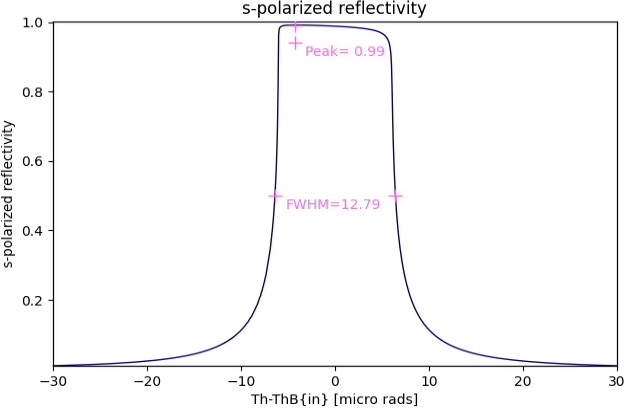 s-polarized reflectivity
1.0
Peak= 0.99
0.8
s-polarized reflectivity
0.6
FWHM=12.79
0.4
0.2
−30 −20 −10 0 10 20 30
Th-ThB{in} [micro rads]